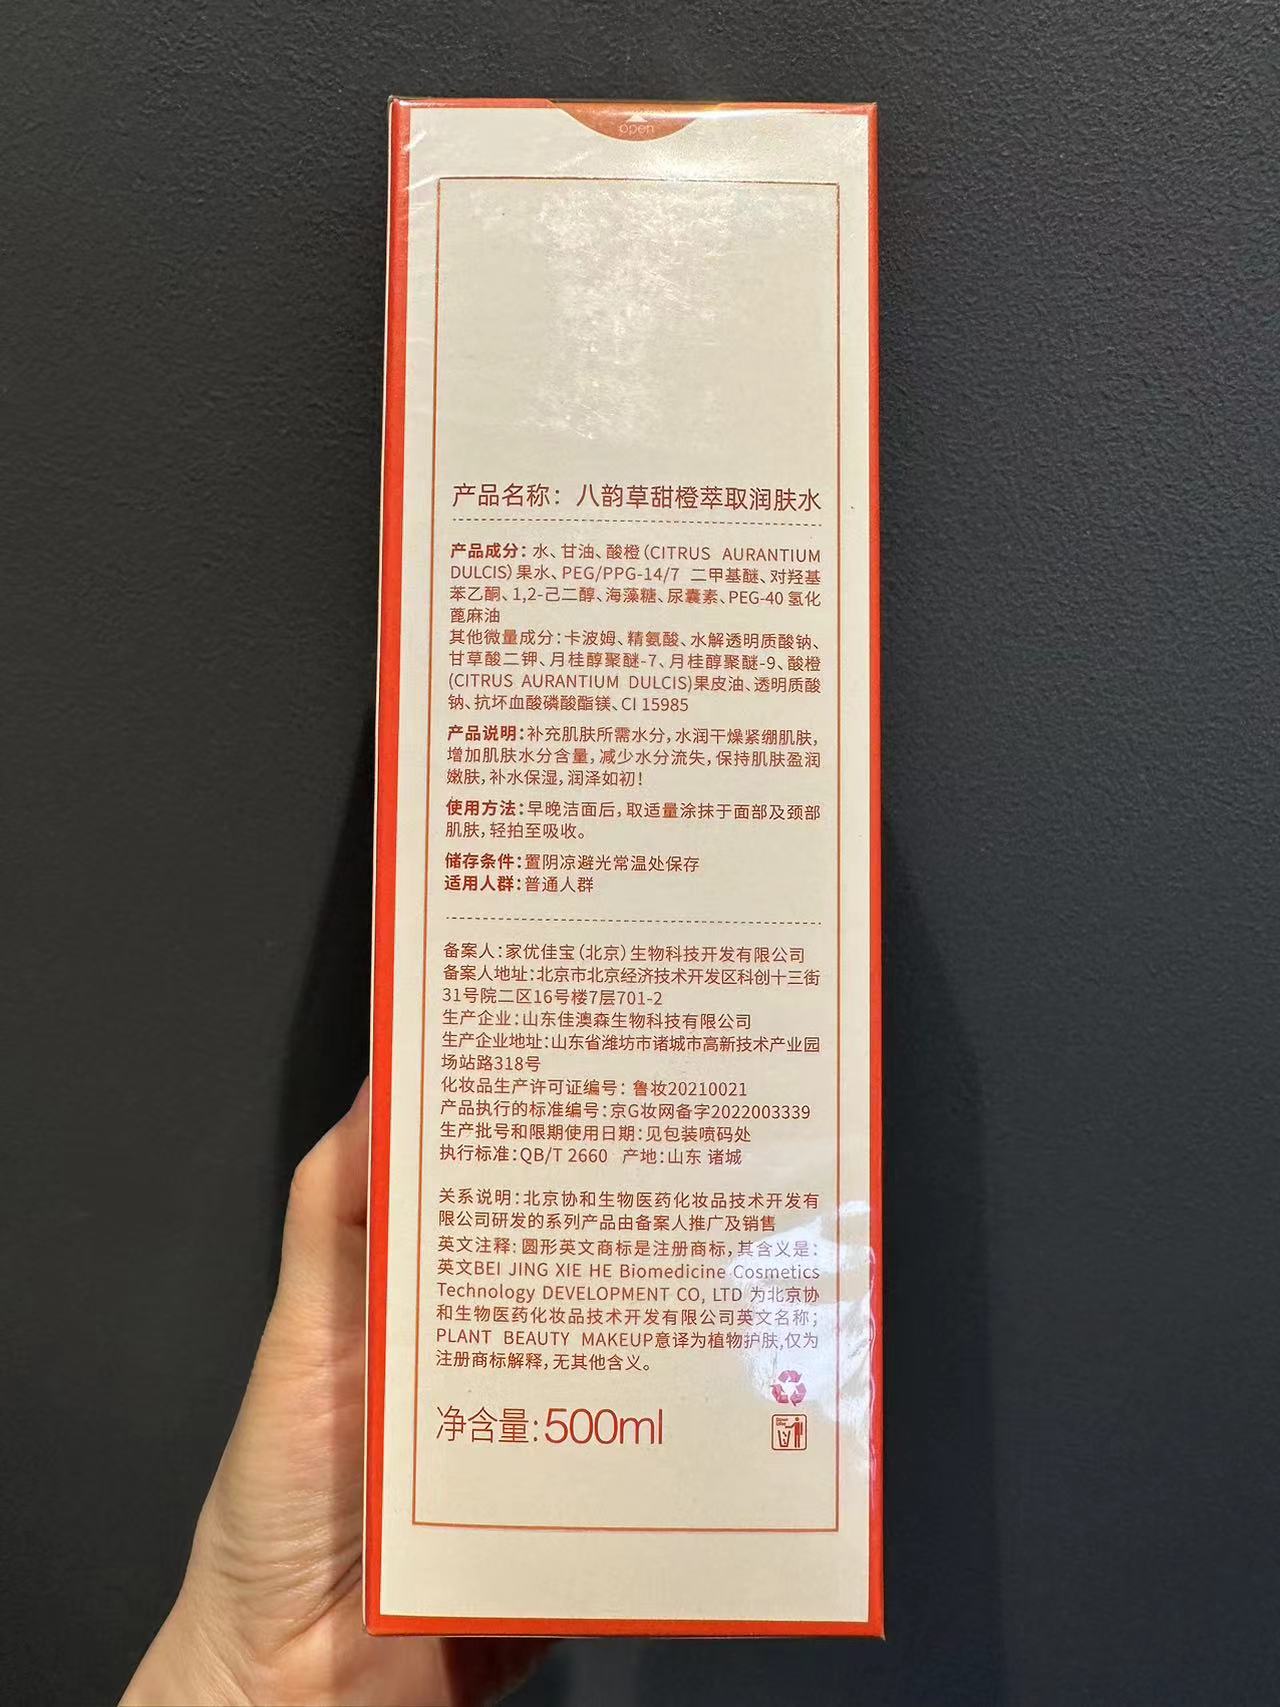 open
产品名称：八韵草甜橙萃取润肤水
产品成分：水、甘油、酸橙（CITRUS AURANTIUM
DULCIS）果水、PEG/PPG-14/7 二甲基醚、对羟基
苯乙酮、1,2-己二醇、海藻糖、尿囊素、PEG-40 氢化
蓖麻油
其他微量成分：卡波姆、精氨酸、水解透明质酸钠、
甘草酸二钾、月桂醇聚醚-7、月桂醇聚醚-9、酸橙
(CITRUS AURANTIUM DULCIS)果皮油、透明质酸
钠、抗坏血酸磷酸酯镁、CI 15985
产品说明：补充肌肤所需水分，水润干燥紧绷肌肤，
增加肌肤水分含量，减少水分流失，保持肌肤盈润
嫩肤，补水保湿，润泽如初！
使用方法：早晚洁面后，取适量涂抹于面部及颈部
肌肤，轻拍至吸收。
储存条件：置阴凉避光常温处保存
适用人群：普通人群
备案人：家优佳宝（北京）生物科技开发有限公司
备案人地址：北京市北京经济技术开发区科创十三街
31号院二区16号楼7层701-2
生产企业：山东佳澳森生物科技有限公司
生产企业地址：山东省潍坊市诸城市高新技术产业园
场站路318号
化妆品生产许可证编号：鲁妆20210021
产品执行的标准编号：京G妆网备字2022003339
生产批号和限期使用日期：见包装喷码处
执行标准：QB/T 2660 产地：山东 诸城
关系说明：北京协和生物医药化妆品技术开发有
限公司研发的系列产品由备案人推广及销售
英文注释：圆形英文商标是注册商标，其含义是：
英文BEI JING XIE HE Biomedicine Cosmetics
Technology DEVELOPMENT CO, LTD 为北京协
和生物医药化妆品技术开发有限公司英文名称；
PLANT BEAUTY MAKEUP意译为植物护肤,仅为
注册商标解释，无其他含义。
净含量：500ml